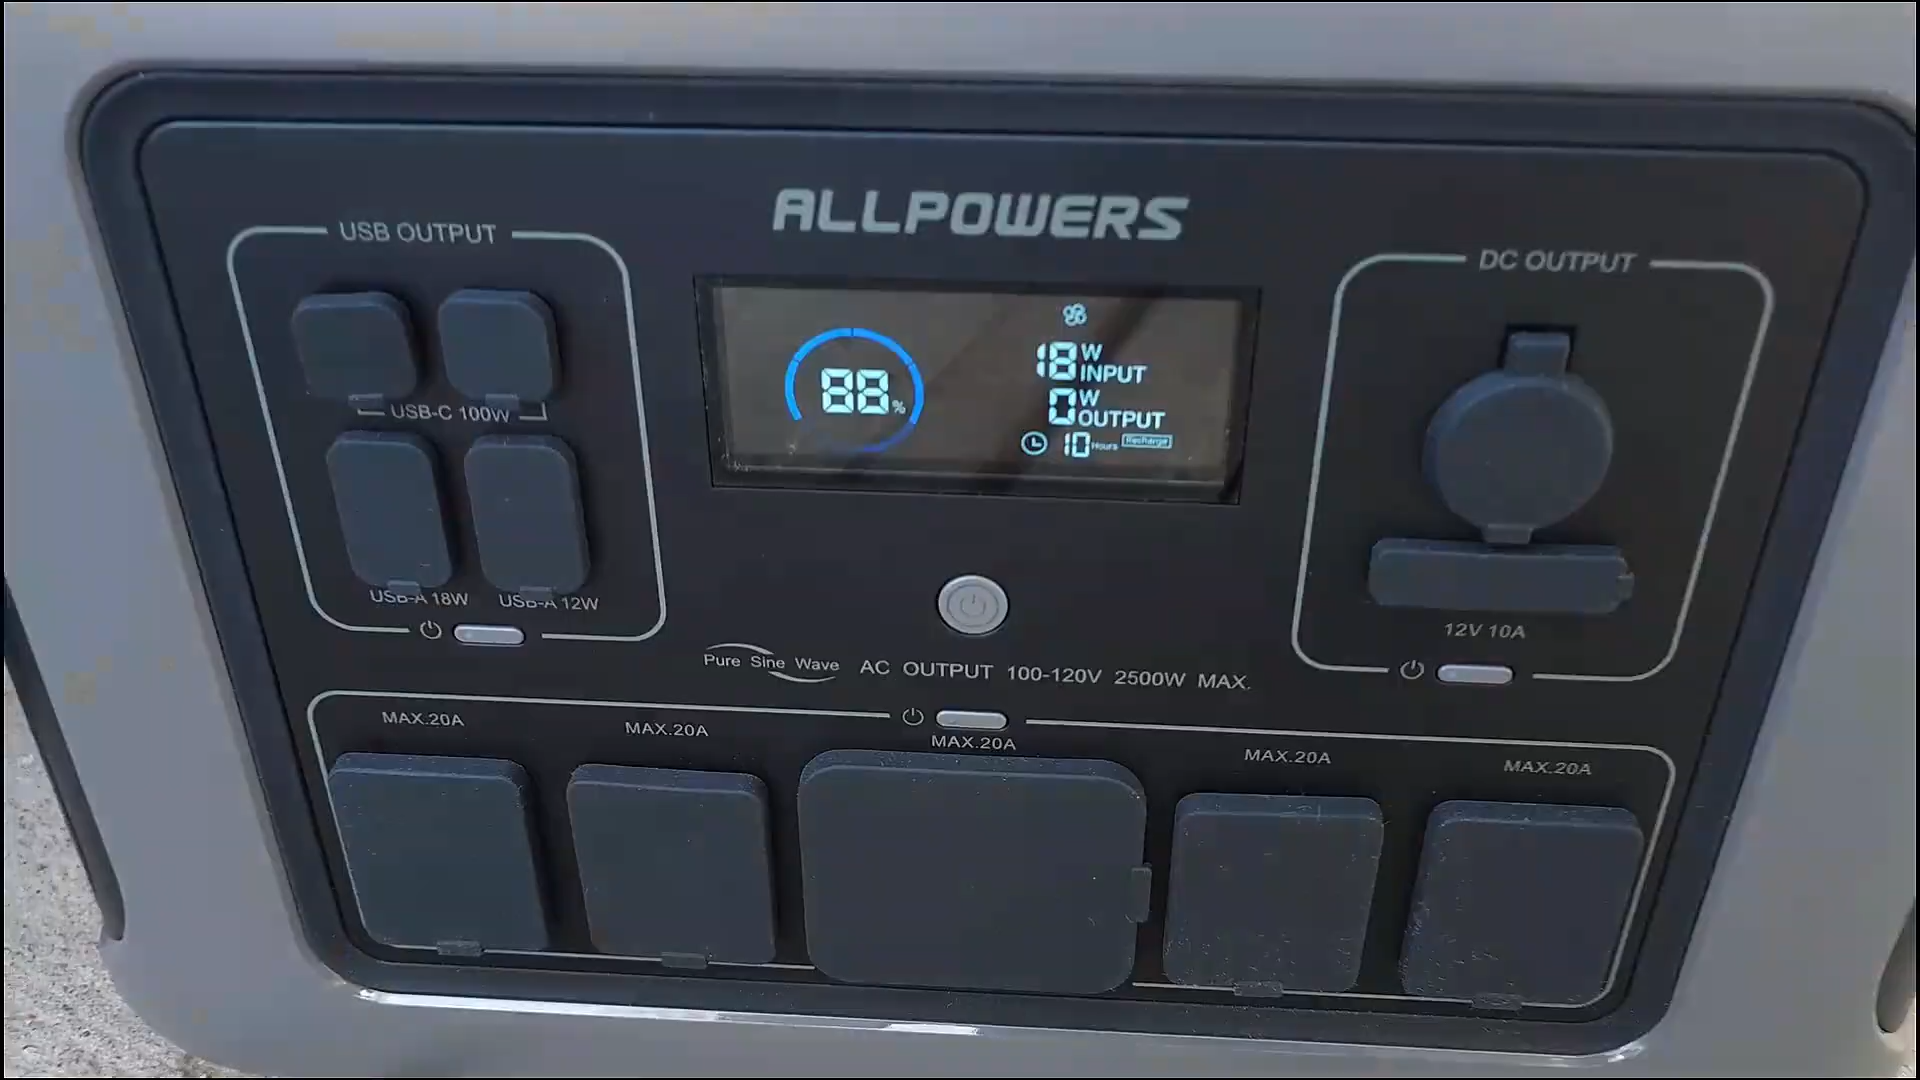 ALLPOWERS
USB OUTPUT
USB-C 100W
USB-A 18W
USB-A 12W
88%
18W
INPUT
0W
OUTPUT
10 Hours Recharge
DC OUTPUT
12V 10A
Pure Sine Wave
AC OUTPUT 100-120V 2500W MAX.
MAX.20A
MAX.20A
MAX.20A
MAX.20A
MAX.20A